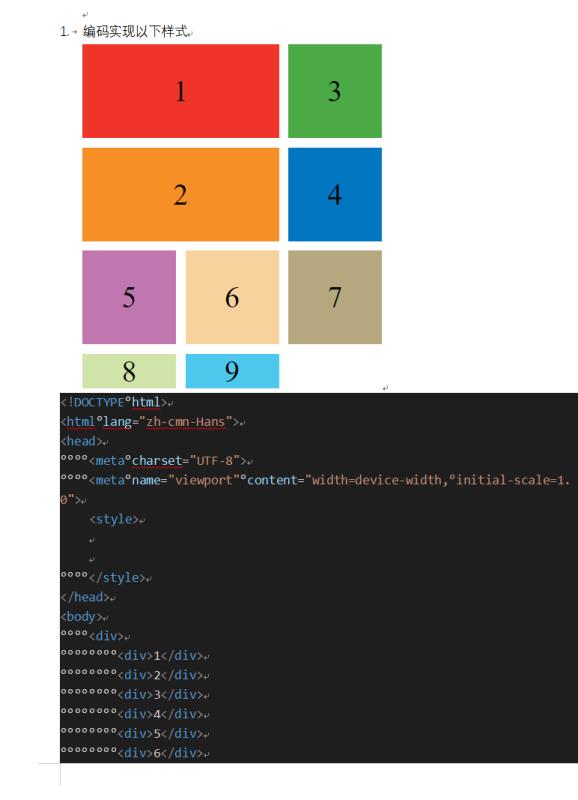 1. 编码实现以下样式
1
3
2
4
5
6
7
8
9
<!DOCTYPE html>
<html lang="zh-cmn-Hans">
<head>
    <meta charset="UTF-8">
    <meta name="viewport" content="width=device-width, initial-scale=1.
0">
    <style>
    </style>
</head>
<body>
    <div>
        <div>1</div>
        <div>2</div>
        <div>3</div>
        <div>4</div>
        <div>5</div>
        <div>6</div>